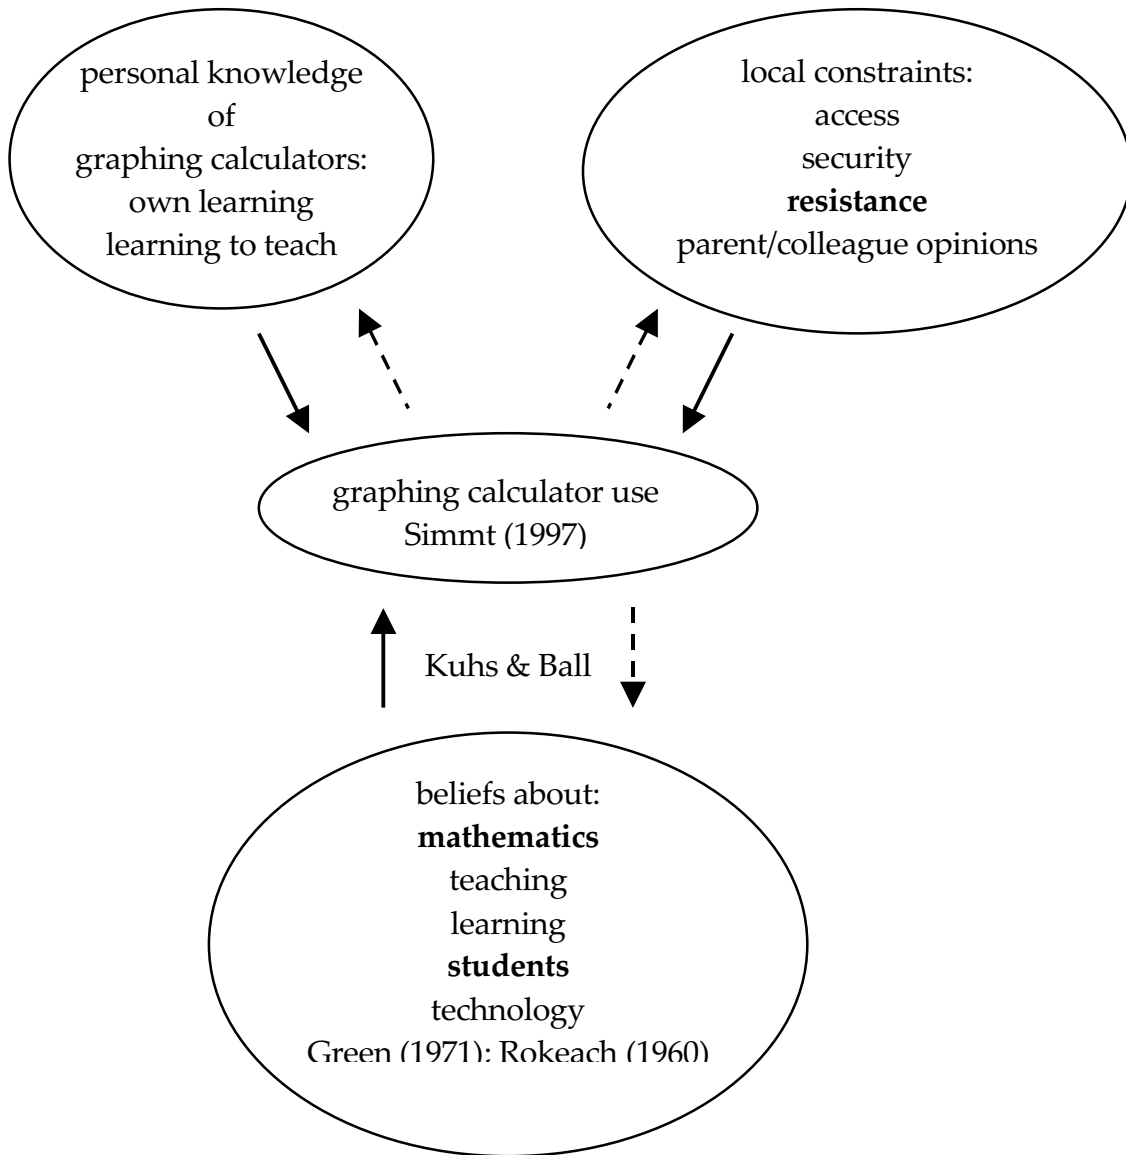 personal knowledge
of
graphing calculators:
own learning
learning to teach
local constraints:
access
security
resistance
parent/colleague opinions
graphing calculator use
Simmt (1997)
Kuhs & Ball
beliefs about:
mathematics
teaching
learning
students
technology
Green (1971); Rokeach (1960)